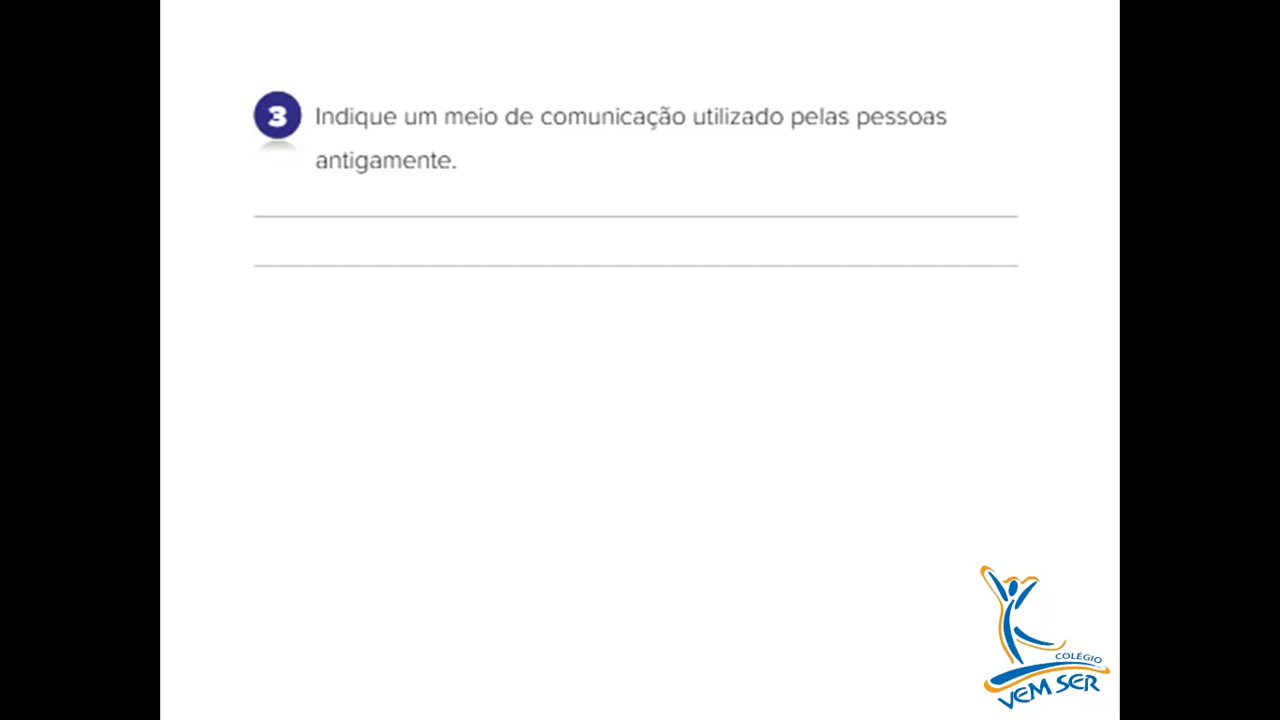 3 Indique um meio de comunicação utilizado pelas pessoas
antigamente.
COLÉGIO
VEM SER